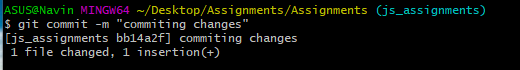 ASUS@Navin MINGW64 ~/Desktop/Assignments/Assignments (js_assignments)
$ git commit -m "commiting changes"
[js_assignments bb14a2f] commiting changes
 1 file changed, 1 insertion(+)